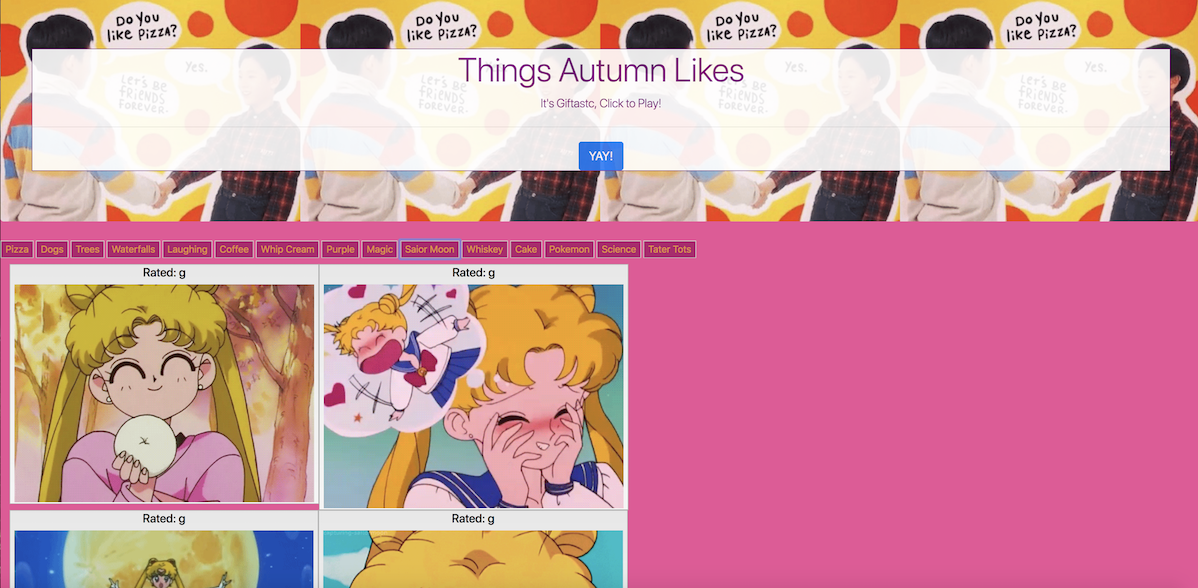 Do You
like Pizza?
Do You
like Pizza?
Do You
like Pizza?
Do You
like Pizza?
Yes.
Yes.
Yes.
Yes.
Let's Be
friends
Forever.
Let's Be
friends
Forever.
Let's Be
friends
Forever.
Let's Be
friends
Forever.
Things Autumn Likes
It's Giftastc, Click to Play!
YAY!
Pizza Dogs Trees Waterfalls Laughing Coffee Whip Cream Purple Magic Saior Moon Whiskey Cake Pokemon Science Tater Tots
Rated: g Rated: g
Rated: g Rated: g